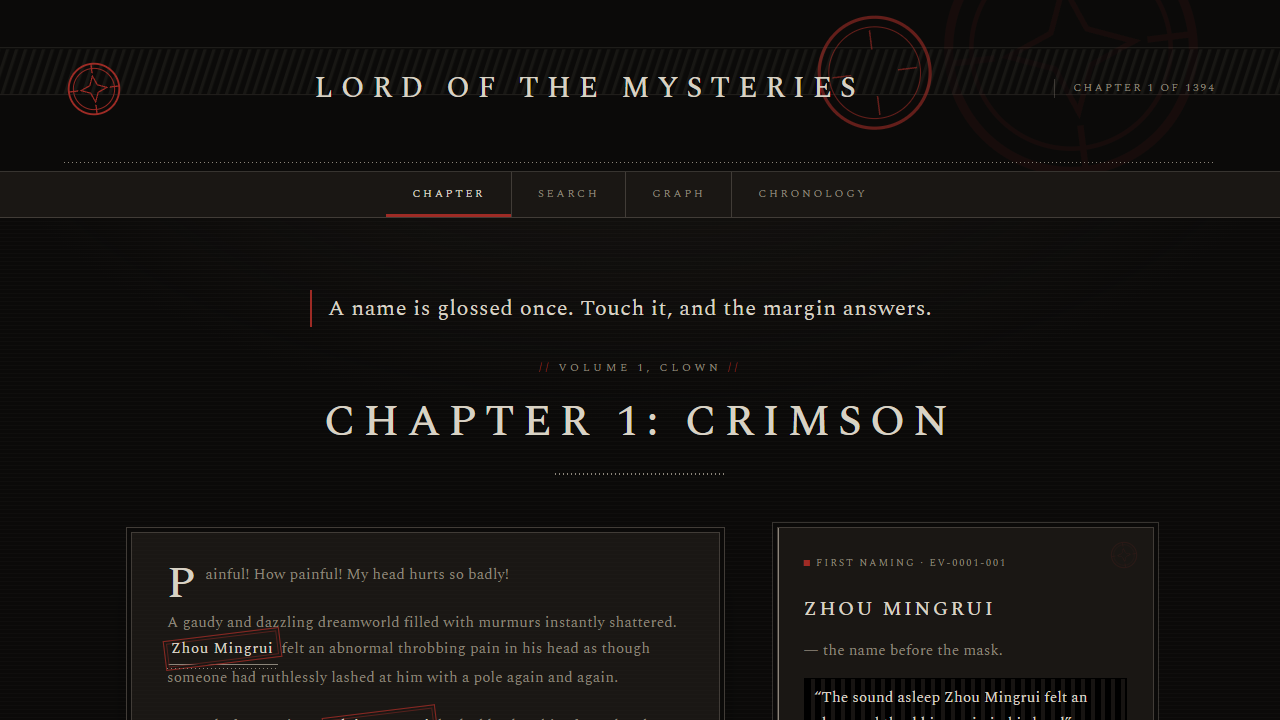 LORD OF THE MYSTERIES
CHAPTER 1 OF 1394
CHAPTER
SEARCH
GRAPH
CHRONOLOGY
A name is glossed once. Touch it, and the margin answers.
// VOLUME 1, CLOWN //
CHAPTER 1: CRIMSON
Painful! How painful! My head hurts so badly!
A gaudy and dazzling dreamworld filled with murmurs instantly shattered.
Zhou Mingrui felt an abnormal throbbing pain in his head as though
someone had ruthlessly lashed at him with a pole again and again.
FIRST NAMING · EV-0001-001
ZHOU MINGRUI
— the name before the mask.
“The sound asleep Zhou Mingrui felt an